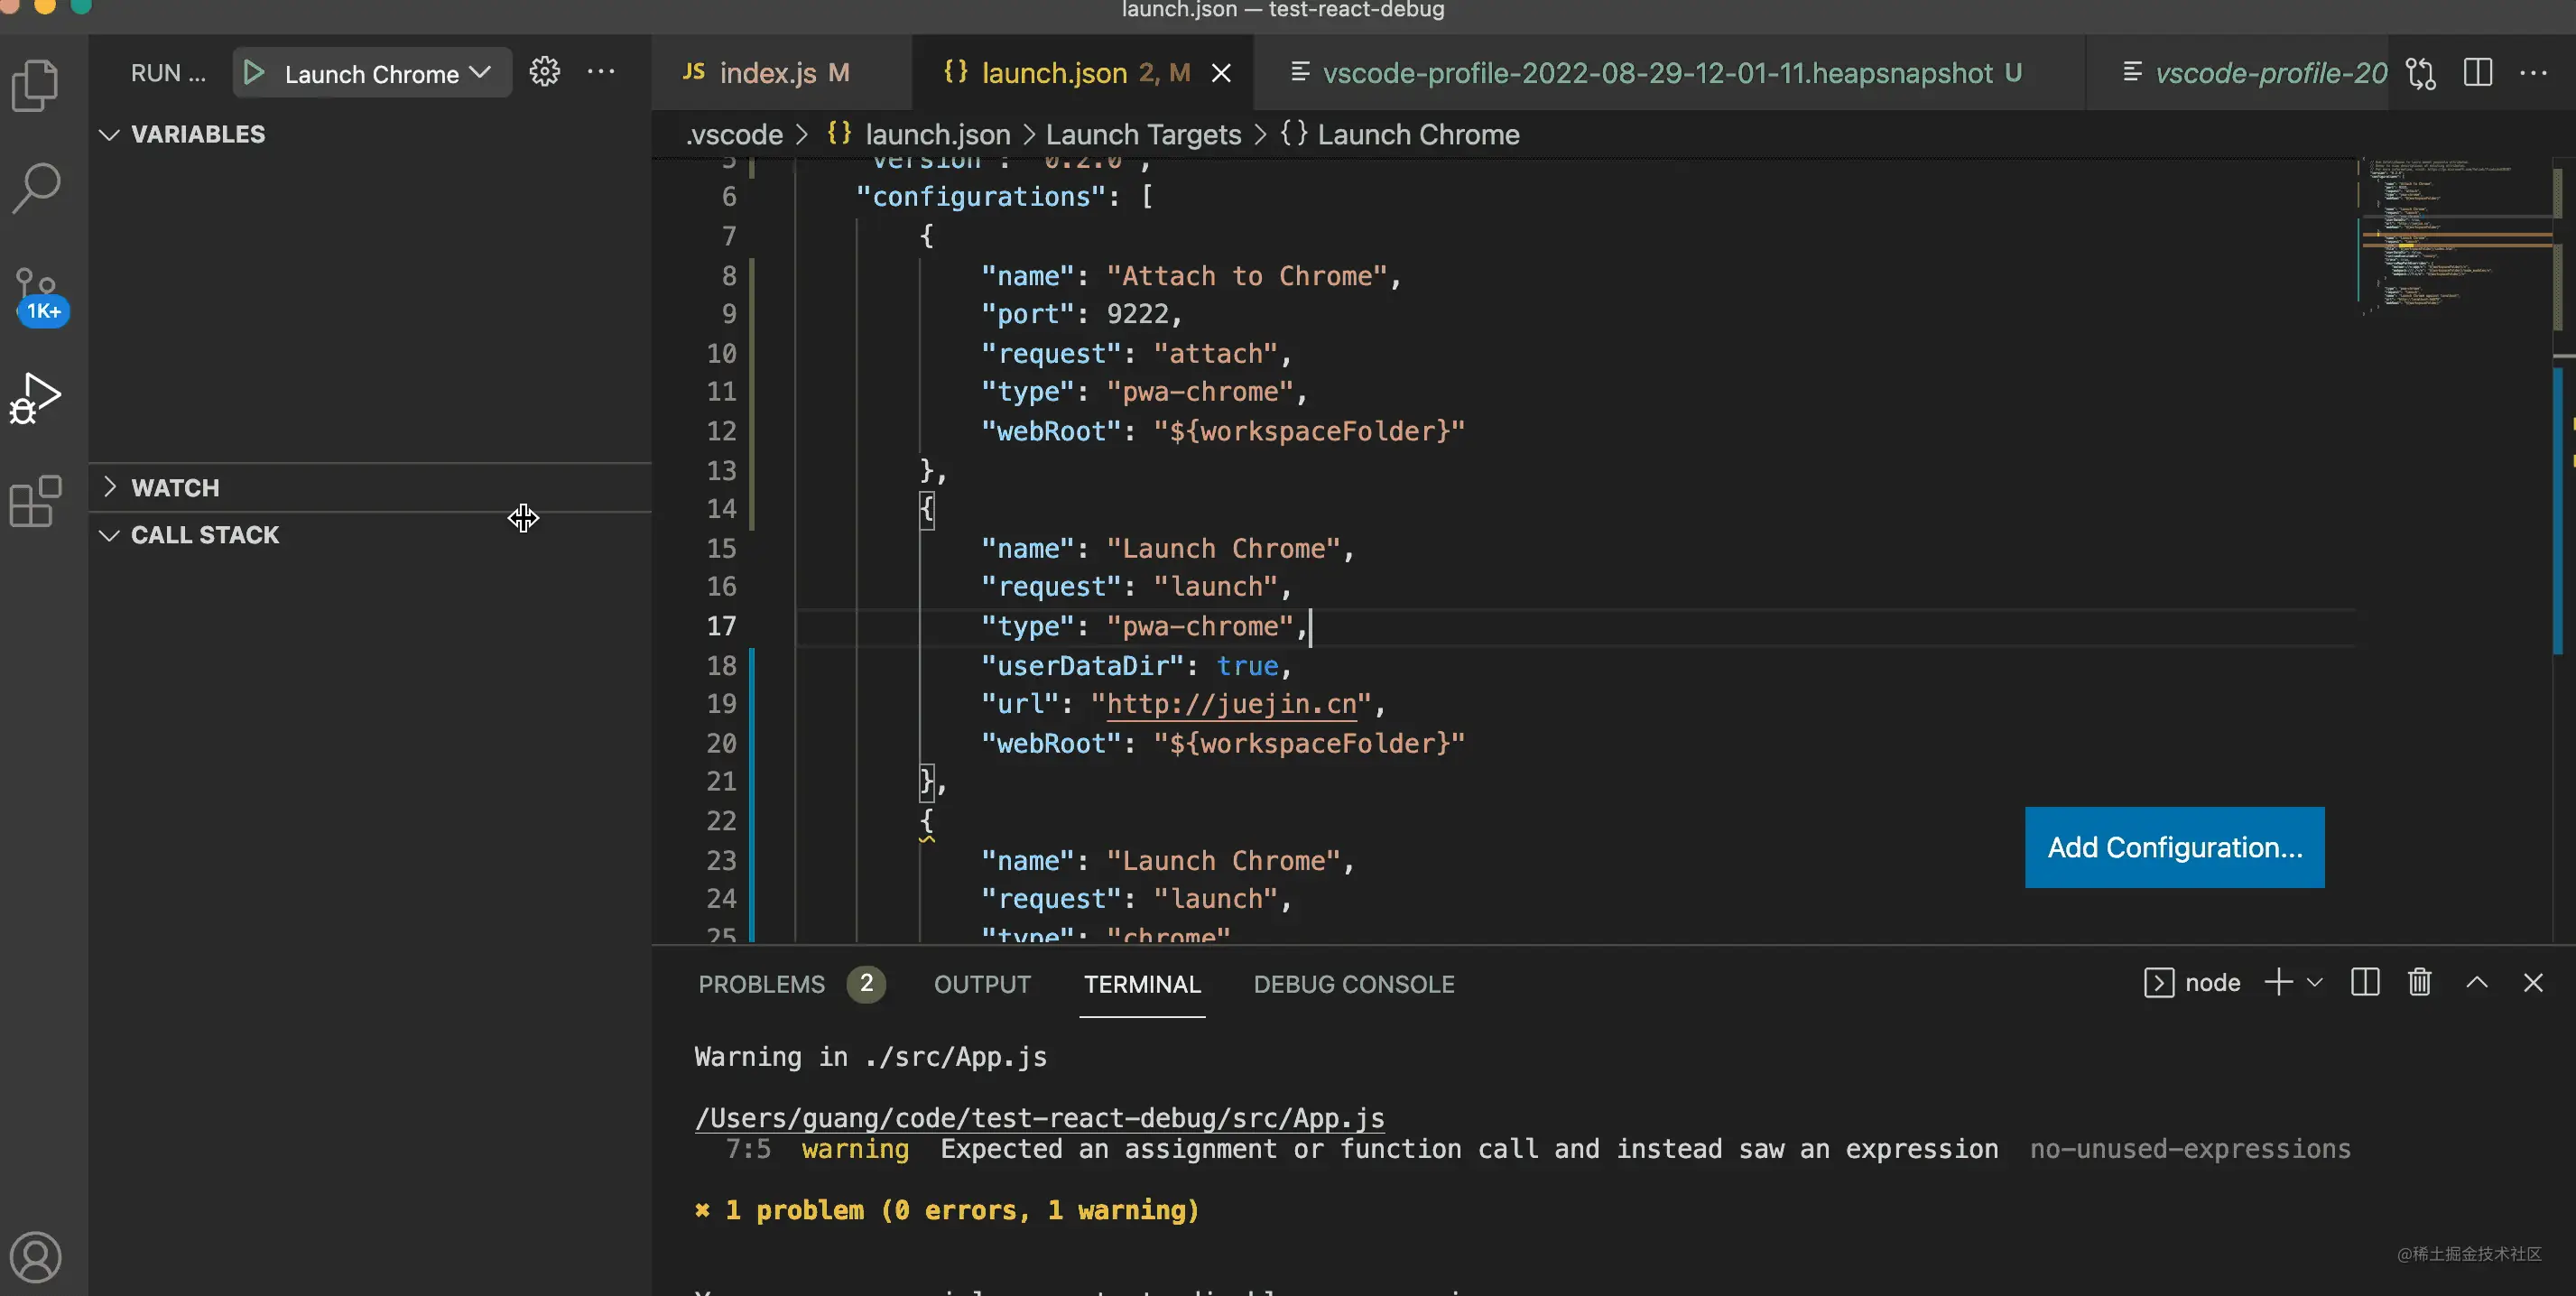 launch.json — test-react-debug
RUN ...
Launch Chrome
JS index.js M
{} launch.json 2, M
vscode-profile-2022-08-29-12-01-11.heapsnapshot U
vscode-profile-20
.vscode > {} launch.json > Launch Targets > {} Launch Chrome
VARIABLES
1K+
WATCH
CALL STACK
5 "version": "0.2.0",
6 "configurations": [
7 {
8 "name": "Attach to Chrome",
9 "port": 9222,
10 "request": "attach",
11 "type": "pwa-chrome",
12 "webRoot": "${workspaceFolder}"
13 },
14 {
15 "name": "Launch Chrome",
16 "request": "launch",
17 "type": "pwa-chrome",
18 "userDataDir": true,
19 "url": "http://juejin.cn",
20 "webRoot": "${workspaceFolder}"
21 },
22 {
23 "name": "Launch Chrome",
24 "request": "launch",
25 "type": "chrome"
Add Configuration...
PROBLEMS 2 OUTPUT TERMINAL DEBUG CONSOLE
node
Warning in ./src/App.js
/Users/guang/code/test-react-debug/src/App.js
7:5 warning Expected an assignment or function call and instead saw an expression no-unused-expressions
✖ 1 problem (0 errors, 1 warning)
@稀土掘金技术社区